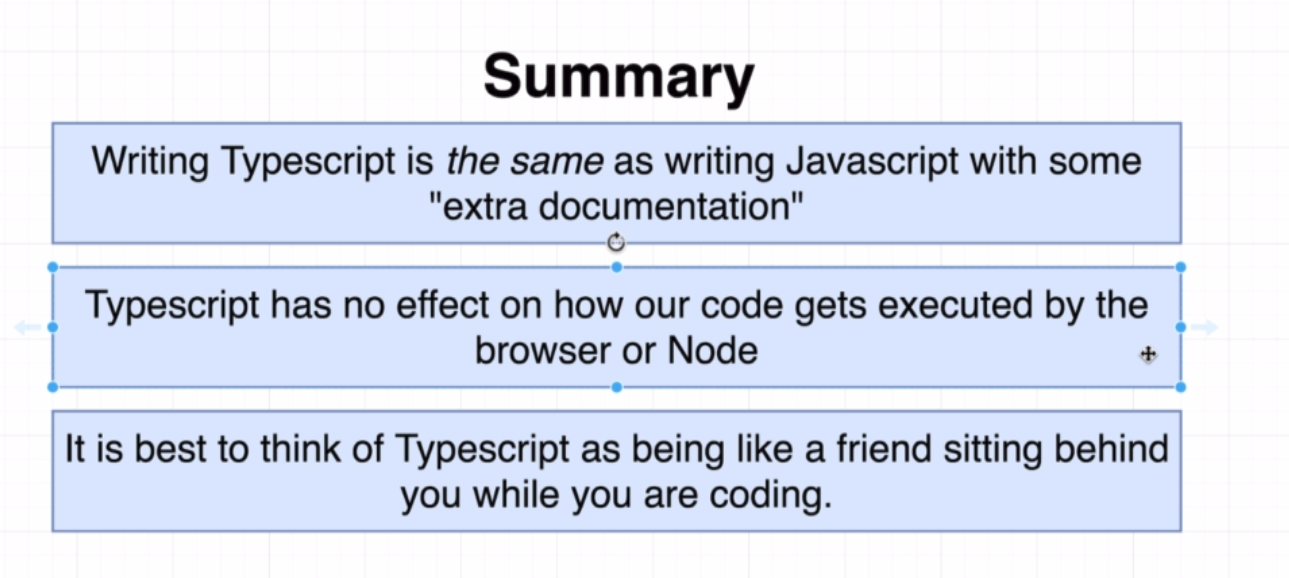 Summary
Writing Typescript is the same as writing Javascript with some
"extra documentation"
Typescript has no effect on how our code gets executed by the
browser or Node
It is best to think of Typescript as being like a friend sitting behind
you while you are coding.